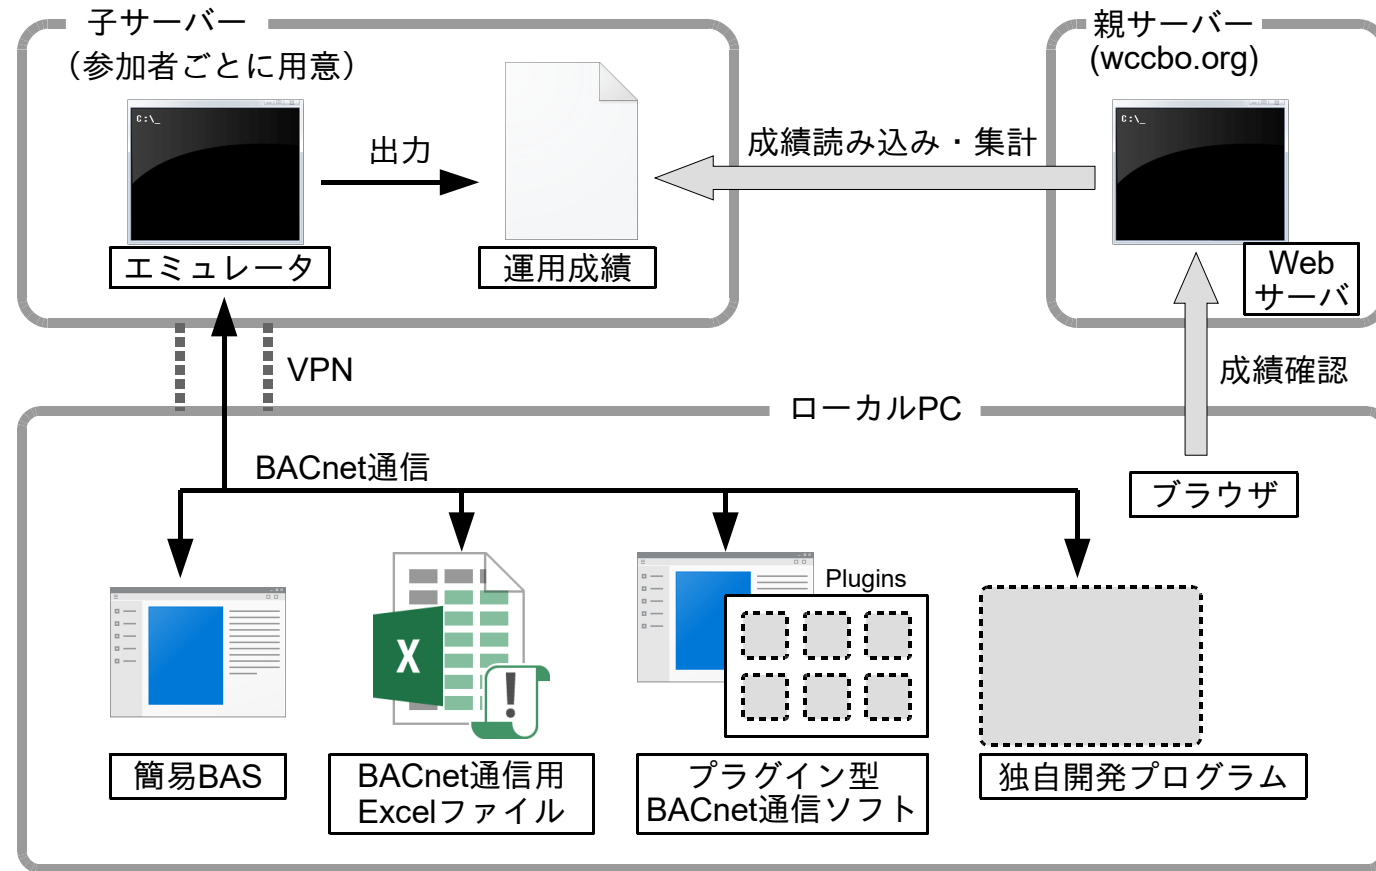 子サーバー
（参加者ごとに用意）
C:\_
出力
エミュレータ
運用成績
成績読み込み・集計
親サーバー
(wccbo.org)
C:\_
Web
サーバ
VPN
成績確認
ローカルPC
BACnet通信
ブラウザ
Plugins
X
!
簡易BAS
BACnet通信用
Excelファイル
プラグイン型
BACnet通信ソフト
独自開発プログラム